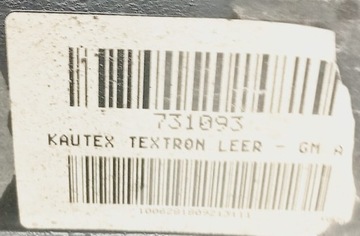 731093
KAUTEX TEXTRON LEER - GM A